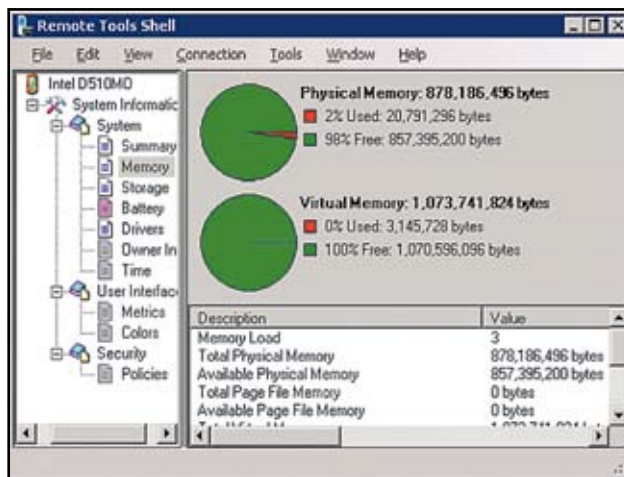 Remote Tools Shell
File Edit View Connection Tools Window Help
Intel D510MO
System Informatic
System
Summary
Memory
Storage
Battery
Drivers
Owner In
Time
User Interfac
Metrics
Colors
Security
Policies
Physical Memory: 878,186,496 bytes
2% Used: 20,791,296 bytes
98% Free: 857,395,200 bytes
Virtual Memory: 1,073,741,824 bytes
0% Used: 3,145,728 bytes
100% Free: 1,070,596,096 bytes
Description Value
Memory Load 3
Total Physical Memory 878,186,496 bytes
Available Physical Memory 857,395,200 bytes
Total Page File Memory 0 bytes
Available Page File Memory 0 bytes